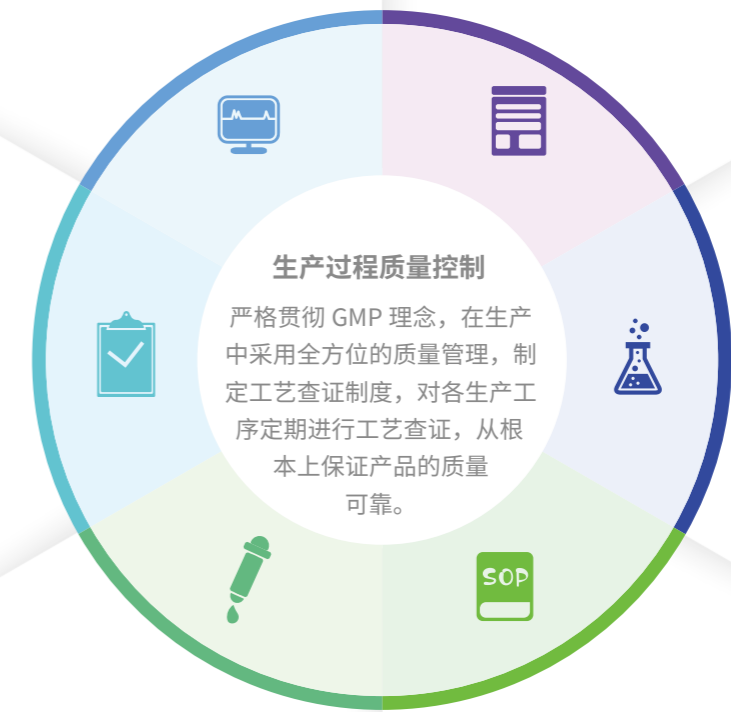 生产过程质量控制
严格贯彻 GMP 理念，在生产
中采用全方位的质量管理，制
定工艺查证制度，对各生产工
序定期进行工艺查证，从根
本上保证产品的质量
可靠。
SOP